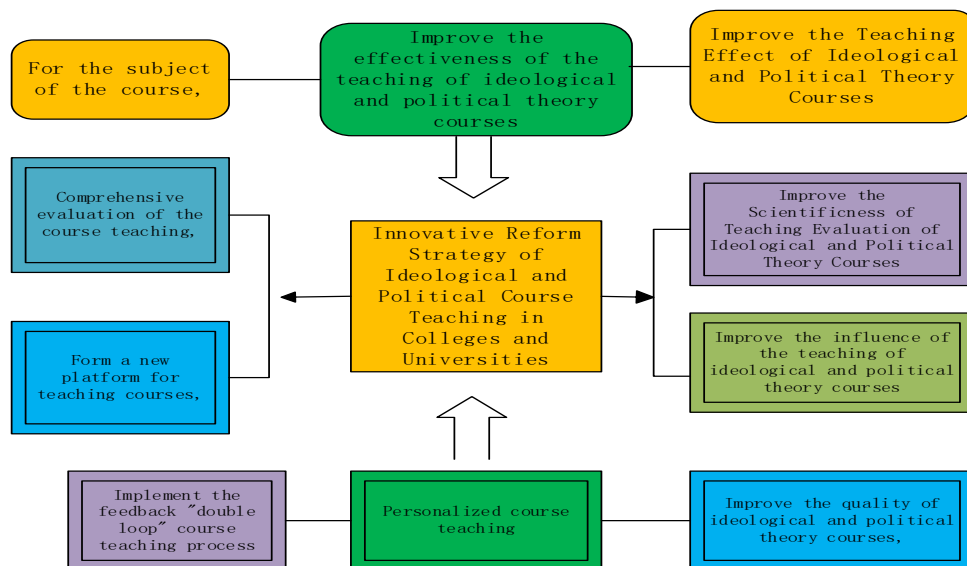 For the subject
of the course,
Improve the
effectiveness of the
teaching of ideological
and political theory
courses
Improve the Teaching
Effect of Ideological
and Political Theory
Courses
Comprehensive
evaluation of the
course teaching,
Innovative Reform
Strategy of
Ideological and
Political Course
Teaching in
Colleges and
Universities
Improve the
Scientificness of
Teaching Evaluation of
Ideological and Political
Theory Courses
Form a new
platform for
teaching courses,
Improve the influence of
the teaching of
ideological and political
theory courses
Implement the
feedback "double
loop" course
teaching process
Personalized course
teaching
Improve the quality of
ideological and political
theory courses,